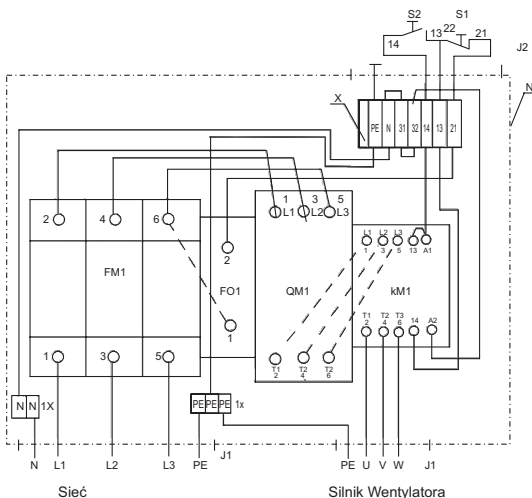 S2 S1
14 13 22 21
J2
N
X
PE N 31 32 14 13 21
2 4 6
1 3 5
L1 L2 L3
FM1
2
FO1
1
QM1
L1 L2 L3 13 A1
1 3 5
kM1
T1 T2 T3 14 A2
2 4 6
T1 T2 T2
2 4 6
1 3 5
N N 1X
PE PE PE 1x
N L1 L2 L3 PE J1
PE U V W J1
Sieć
Silnik Wentylatora